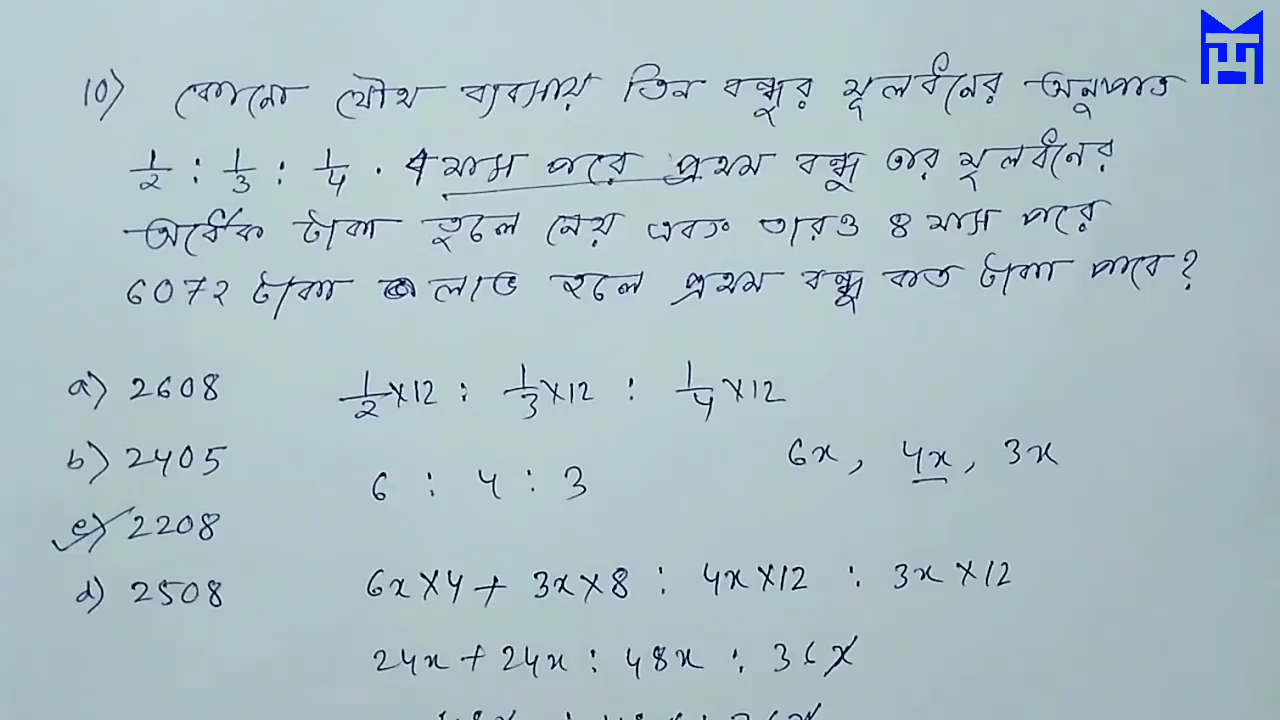 10) কোনো যৌথ ব্যবসায় তিন বন্ধুর মূলধনের অনুপাত
1/2 : 1/3 : 1/4 . 4 মাস পরে প্রথম বন্ধু তার মূলধনের
অর্ধেক টাকা তুলে নেয় এবং তারও ৪ মাস পরে
6072 টাকা লাভ হলে প্রথম বন্ধু কত টাকা পাবে?
a) 2608
1/2 × 12 : 1/3 × 12 : 1/4 × 12
b) 2405
6 : 4 : 3
6x, 4x, 3x
c) 2208
d) 2508
6x × 4 + 3x × 8 : 4x × 12 : 3x × 12
24x + 24x : 48x : 36x